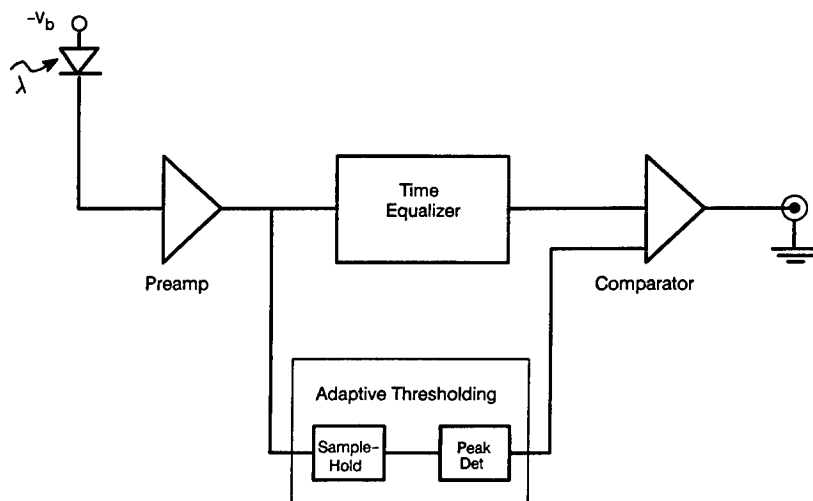 -Vb
λ
Time
Equalizer
Preamp
Comparator
Adaptive Thresholding
Sample-
Hold
Peak
Det